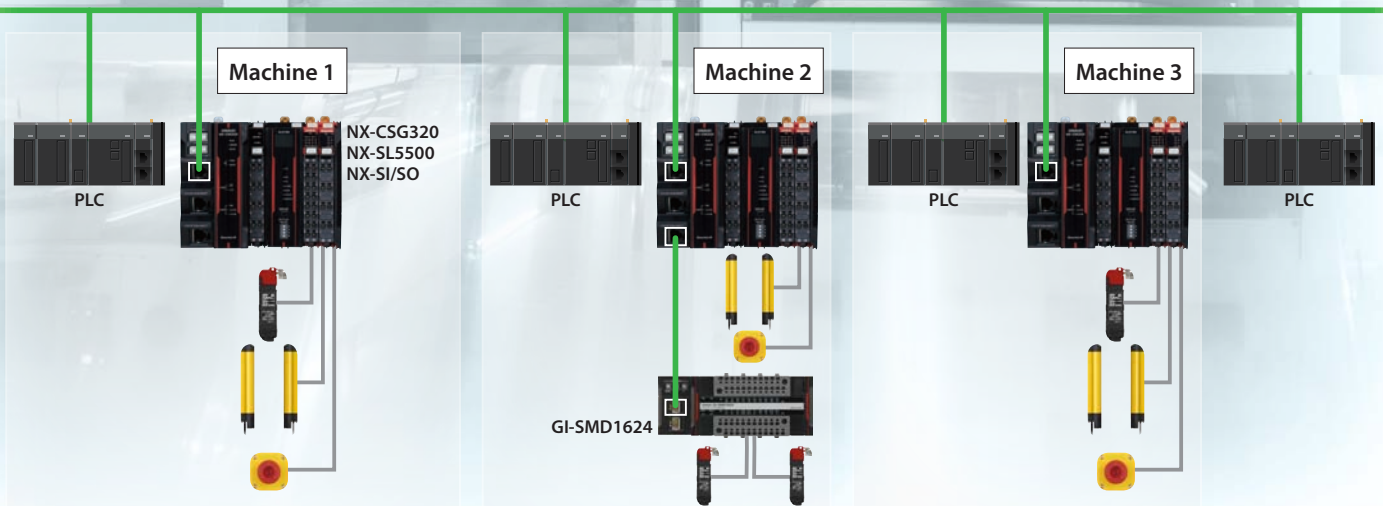 Machine 1
Machine 2
Machine 3
NX-CSG320
NX-SL5500
NX-SI/SO
PLC
PLC
PLC
PLC
GI-SMD1624